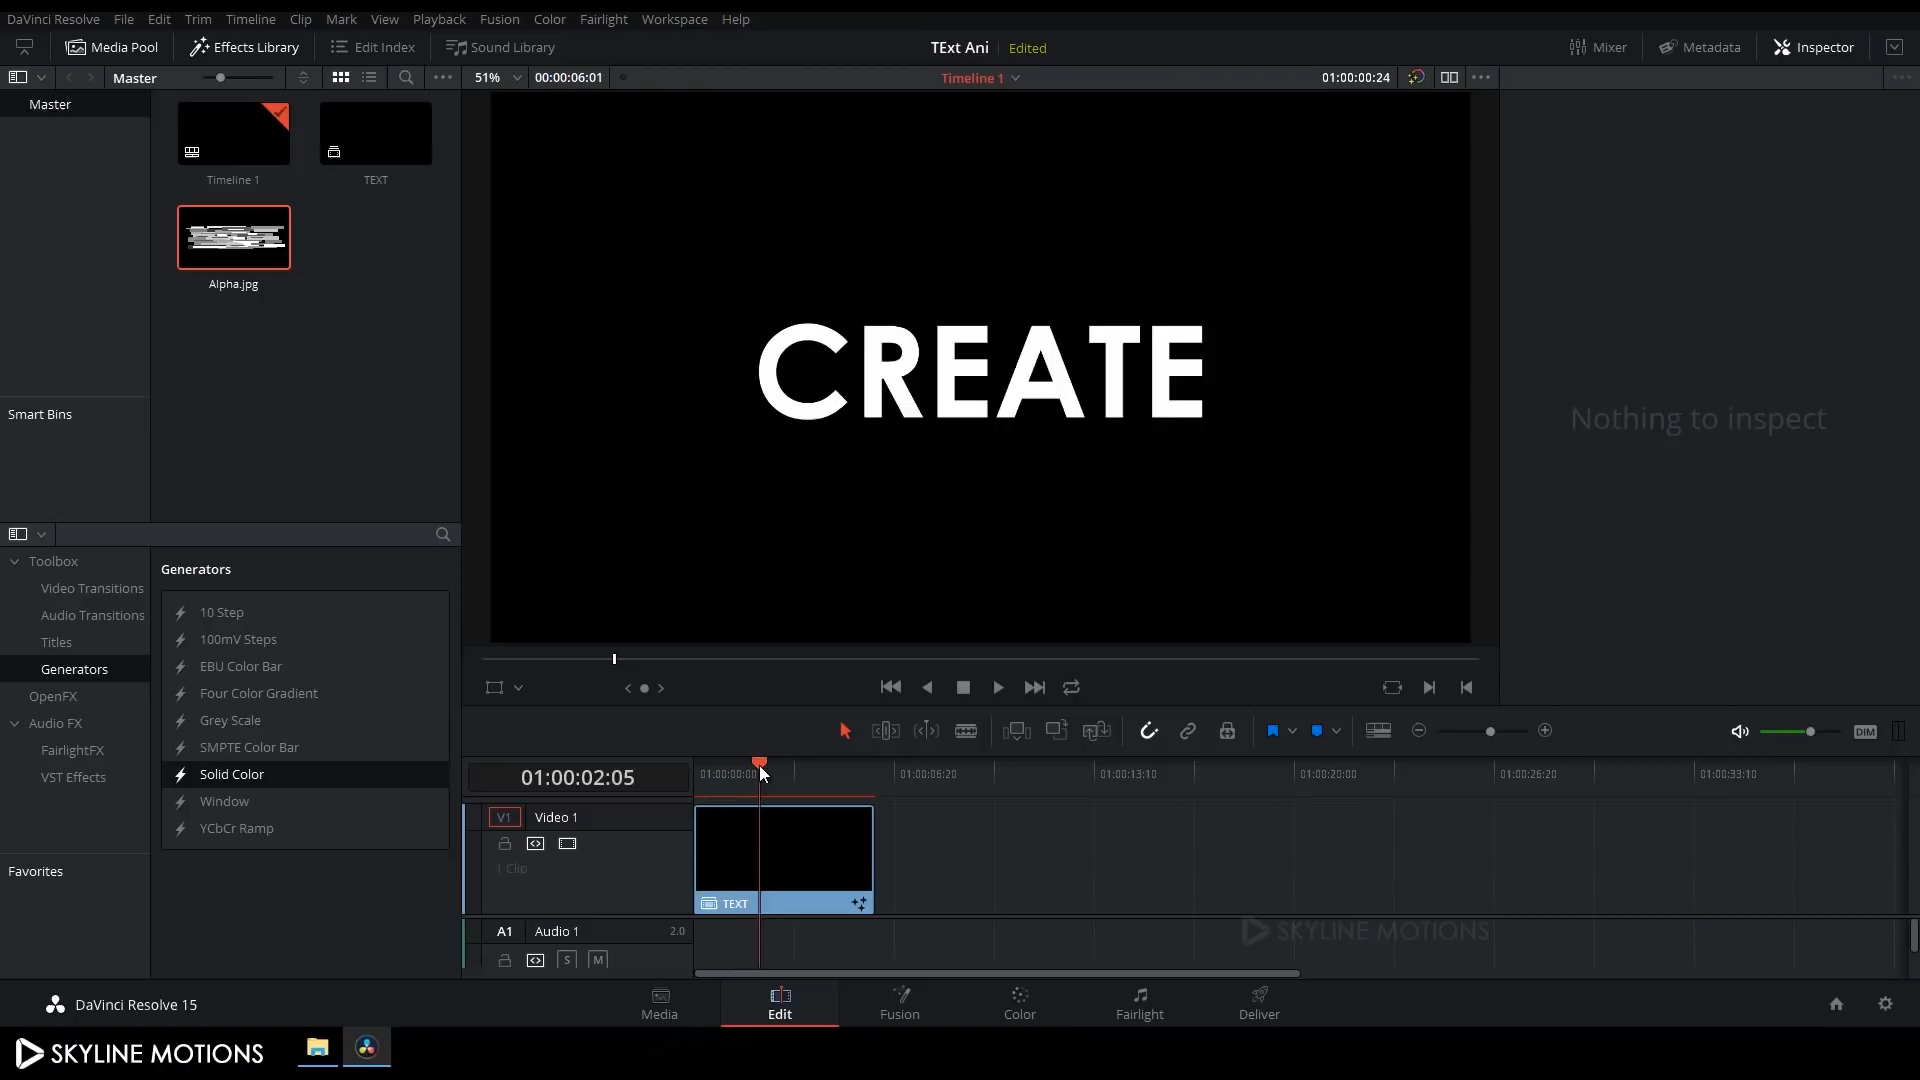 DaVinci Resolve File Edit Trim Timeline Clip Mark View Playback Fusion Color Fairlight Workspace Help
Media Pool Effects Library Edit Index Sound Library TExt Ani Edited Mixer Metadata Inspector
Master 51% 00:00:06:01 Timeline 1 01:00:00:24
Master
Timeline 1 TEXT
Alpha.jpg
CREATE
Nothing to inspect
Smart Bins
Toolbox
Video Transitions
Audio Transitions
Titles
Generators
OpenFX
Audio FX
FairlightFX
VST Effects
Favorites
Generators
10 Step
100mV Steps
EBU Color Bar
Four Color Gradient
Grey Scale
SMPTE Color Bar
Solid Color
Window
YCbCr Ramp
DIM
01:00:02:05 01:00:00:00 01:00:06:20 01:00:13:10 01:00:20:00 01:00:26:20 01:00:33:10
V1 Video 1
1 Clip
TEXT
A1 Audio 1 2.0
S M
SKYLINE MOTIONS
DaVinci Resolve 15
Media Edit Fusion Color Fairlight Deliver
SKYLINE MOTIONS